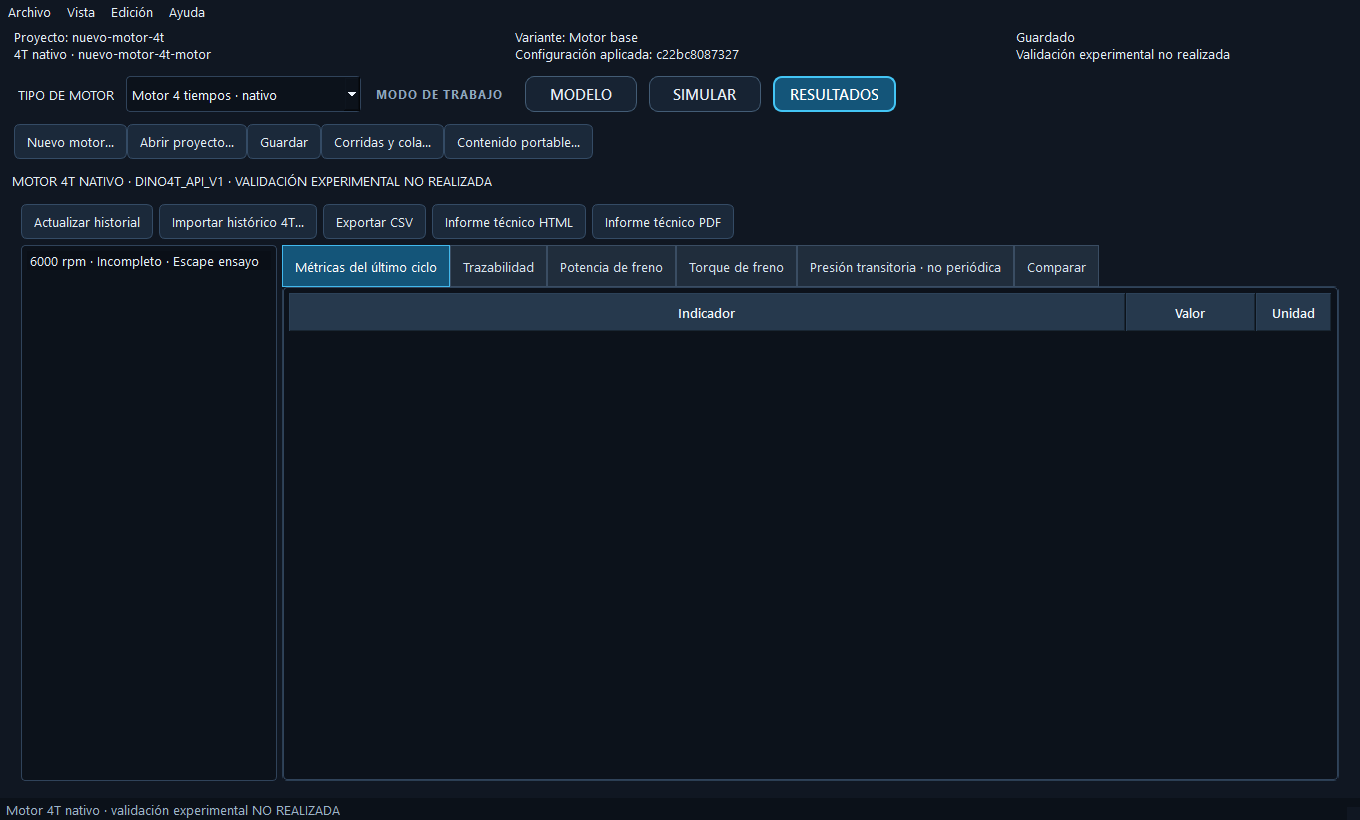 Archivo Vista Edición Ayuda
Proyecto: nuevo-motor-4t Variante: Motor base Guardado
4T nativo · nuevo-motor-4t-motor Configuración aplicada: c22bc8087327 Validación experimental no realizada
TIPO DE MOTOR Motor 4 tiempos · nativo MODO DE TRABAJO MODELO SIMULAR RESULTADOS
Nuevo motor... Abrir proyecto... Guardar Corridas y cola... Contenido portable...
MOTOR 4T NATIVO · DINO4T_API_V1 · VALIDACIÓN EXPERIMENTAL NO REALIZADA
Actualizar historial Importar histórico 4T... Exportar CSV Informe técnico HTML Informe técnico PDF
6000 rpm · Incompleto · Escape ensayo
Métricas del último ciclo Trazabilidad Potencia de freno Torque de freno Presión transitoria · no periódica Comparar
Indicador Valor Unidad
Motor 4T nativo · validación experimental NO REALIZADA